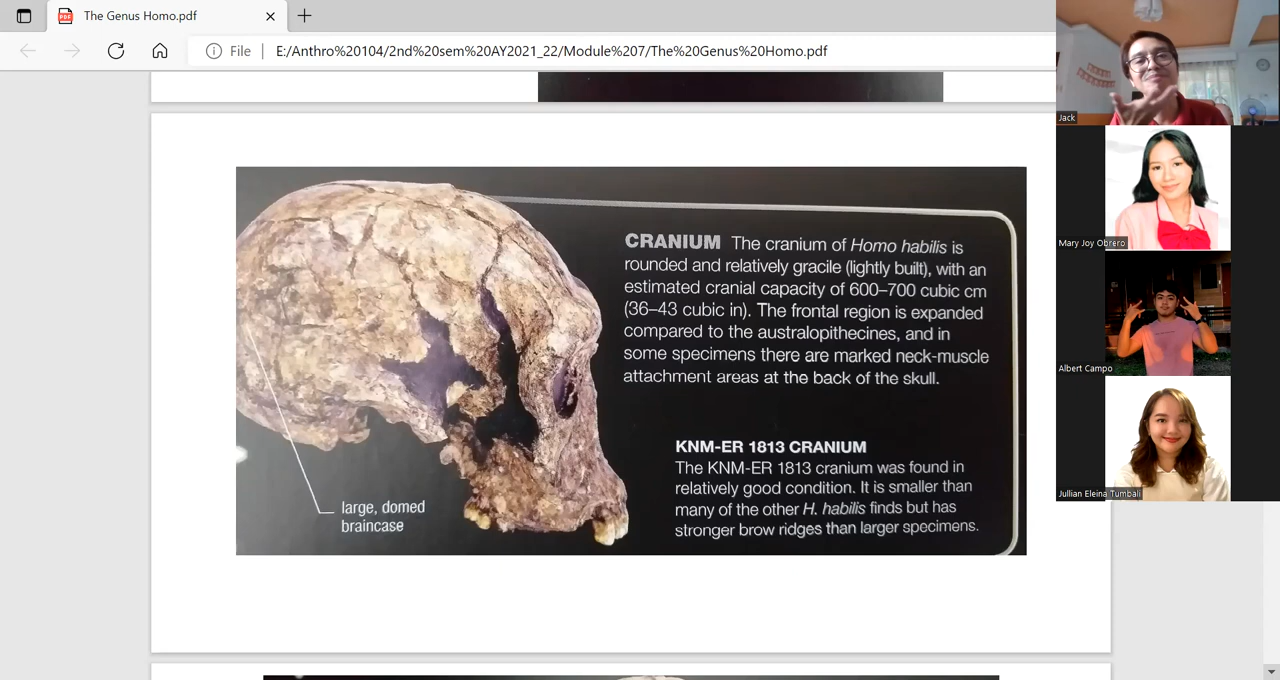 The Genus Homo.pdf
File
E:/Anthro%20104/2nd%20sem%20AY2021_22/Module%207/The%20Genus%20Homo.pdf
CRANIUM The cranium of Homo habilis is
rounded and relatively gracile (lightly built), with an
estimated cranial capacity of 600–700 cubic cm
(36–43 cubic in). The frontal region is expanded
compared to the australopithecines, and in
some specimens there are marked neck-muscle
attachment areas at the back of the skull.
KNM-ER 1813 CRANIUM
The KNM-ER 1813 cranium was found in
relatively good condition. It is smaller than
many of the other H. habilis finds but has
stronger brow ridges than larger specimens.
large, domed
braincase
Jack
Mary Joy Obrero
Albert Campo
Jullian Eleina Tumbali